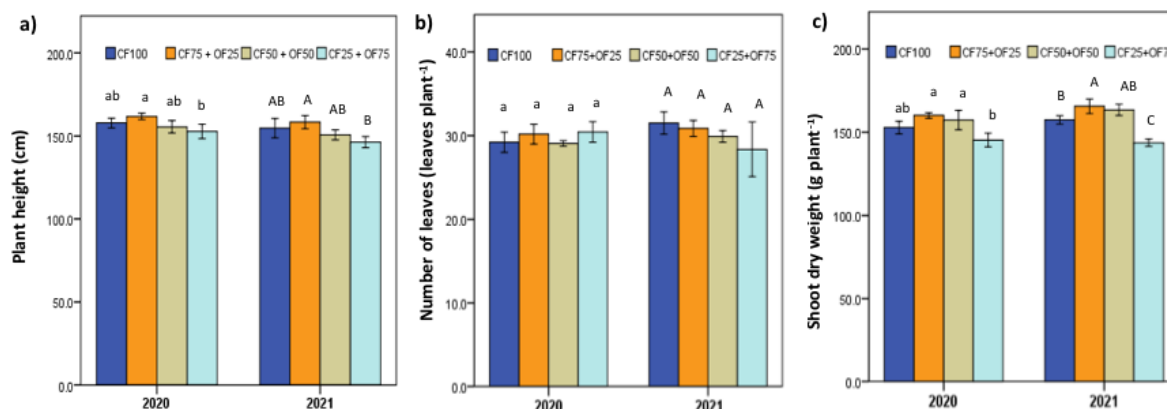 a)
Plant height (cm)
200.0
150.0
100.0
50.0
0.0
CF100 CF75 + OF25 CF50 + OF50 CF25 + OF75
ab a ab b
AB A AB B
2020 2021
b)
Number of leaves (leaves plant⁻¹)
40.0
30.0
20.0
10.0
0.0
CF100 CF75+OF25 CF50+OF50 CF25+OF75
a a a a
A A A A
2020 2021
c)
Shoot dry weight (g plant⁻¹)
200.0
150.0
100.0
50.0
0.0
CF100 CF75+OF25 CF50+OF50 CF25+OF7
ab a a b
B A AB C
2020 2021